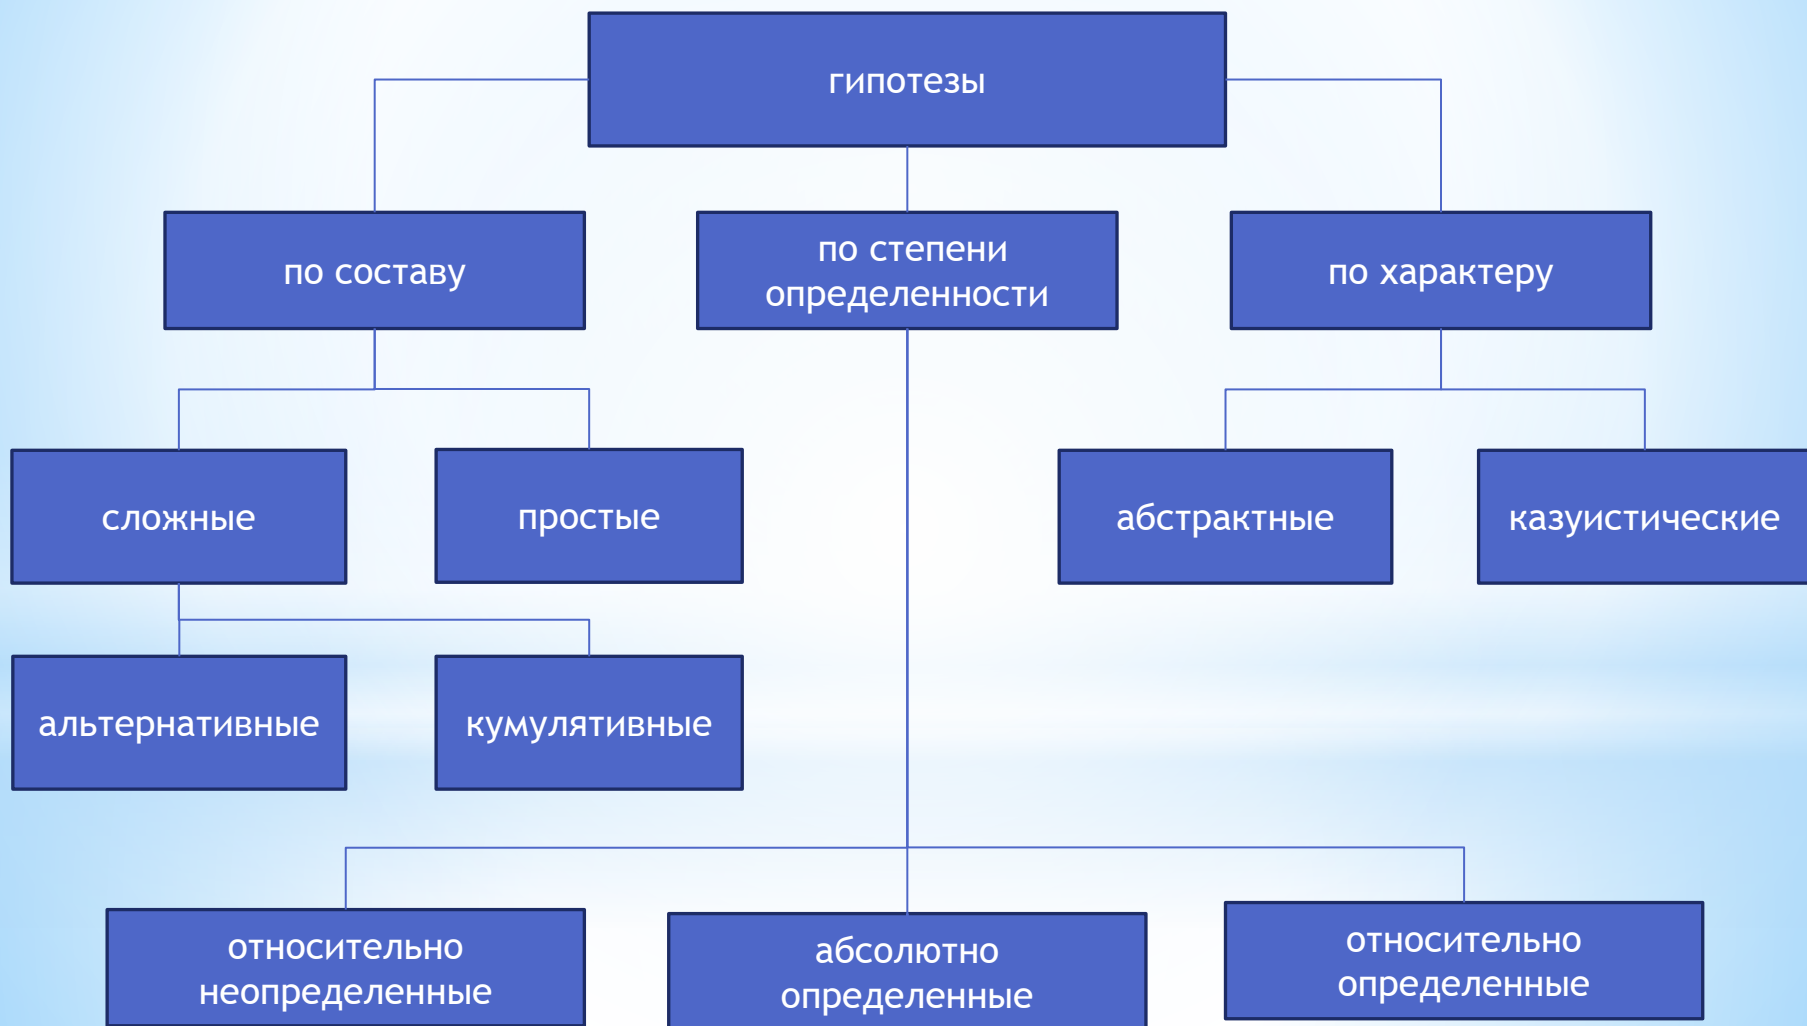 гипотезы
по составу
по степени
определенности
по характеру
сложные
простые
абстрактные
казуистические
альтернативные
кумулятивные
относительно
неопределенные
абсолютно
определенные
относительно
определенные